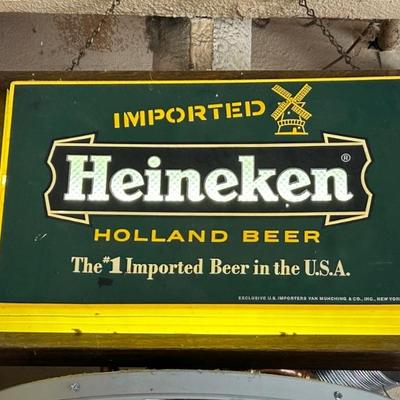 IMPORTED
Heineken®
HOLLAND BEER
The #1 Imported Beer in the U.S.A.
EXCLUSIVE U.S. IMPORTERS VAN MUNCHING & CO., INC., NEW YORK